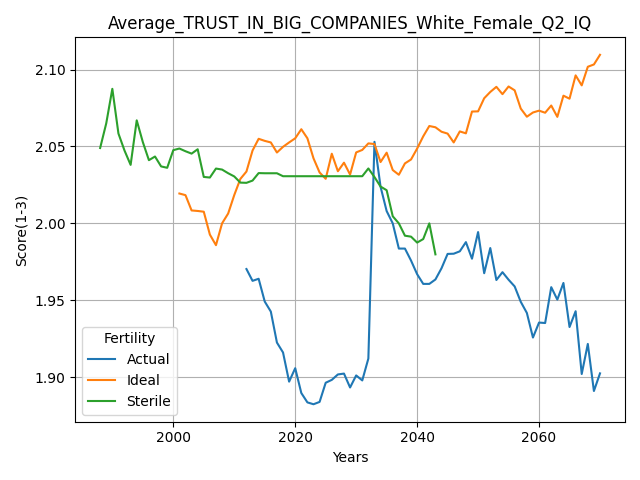 Average_TRUST_IN_BIG_COMPANIES_White_Female_Q2_IQ
2.10
2.05
2.00
1.95
1.90
Score(1-3)
Fertility
Actual
Ideal
Sterile
2000
2020
2040
2060
Years